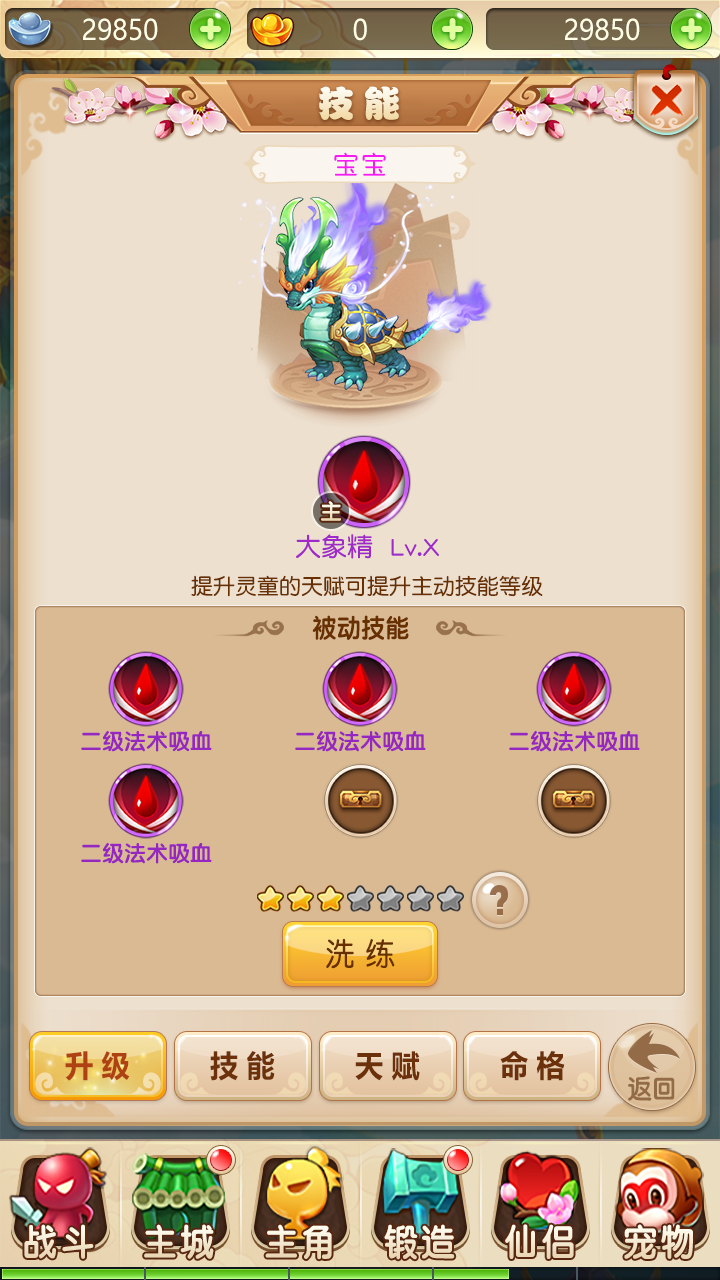 29850 0 29850
技能
宝宝
主
大象精 Lv.X
提升灵童的天赋可提升主动技能等级
被动技能
二级法术吸血 二级法术吸血 二级法术吸血
二级法术吸血
?
洗练
升级 技能 天赋 命格 返回
战斗 主城 主角 锻造 仙侣 宠物